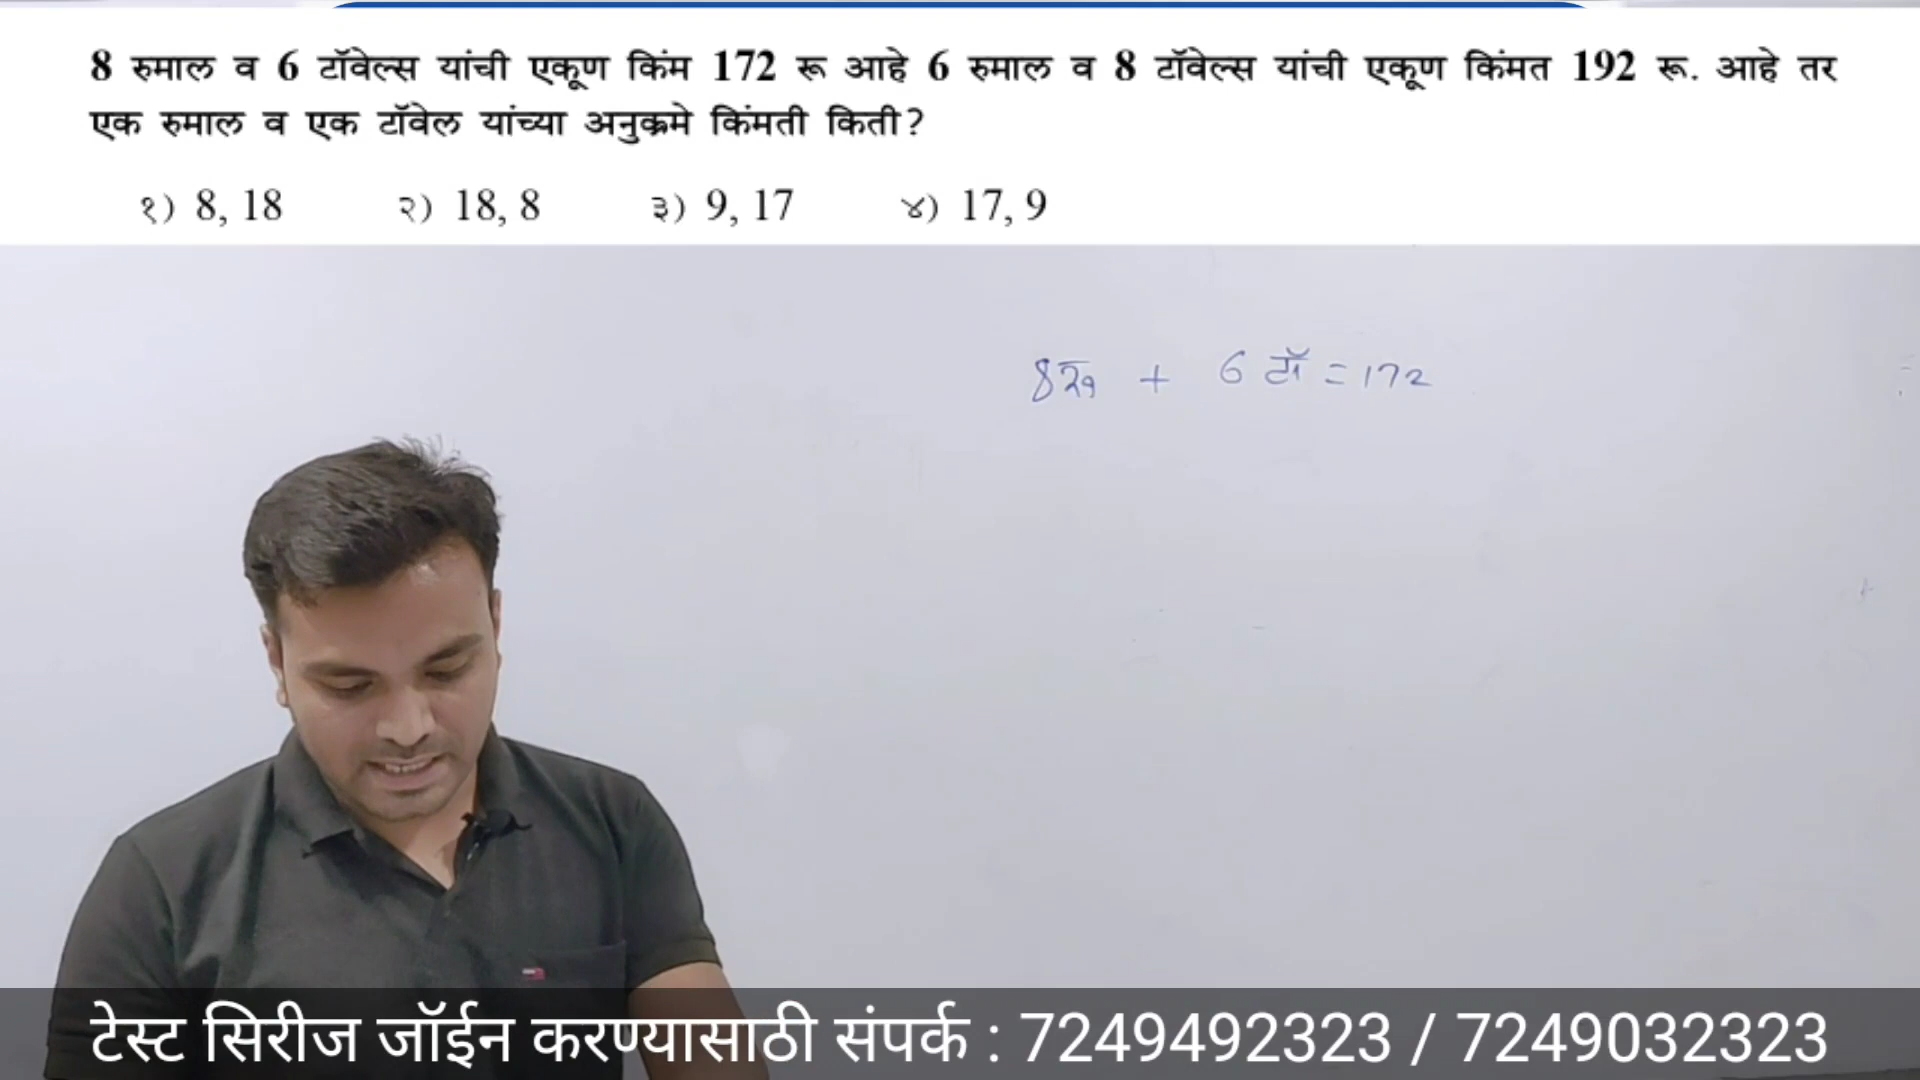 8 रुमाल व 6 टॉवेल्स यांची एकूण किंम 172 रू आहे 6 रुमाल व 8 टॉवेल्स यांची एकूण किंमत 192 रू. आहे तर
एक रुमाल व एक टॉवेल यांच्या अनुक्रमे किंमती किती?
१) 8, 18 २) 18, 8 ३) 9, 17 ४) 17, 9
8रु + 6 टॉ = 172
टेस्ट सिरीज जॉईन करण्यासाठी संपर्क : 7249492323 / 7249032323